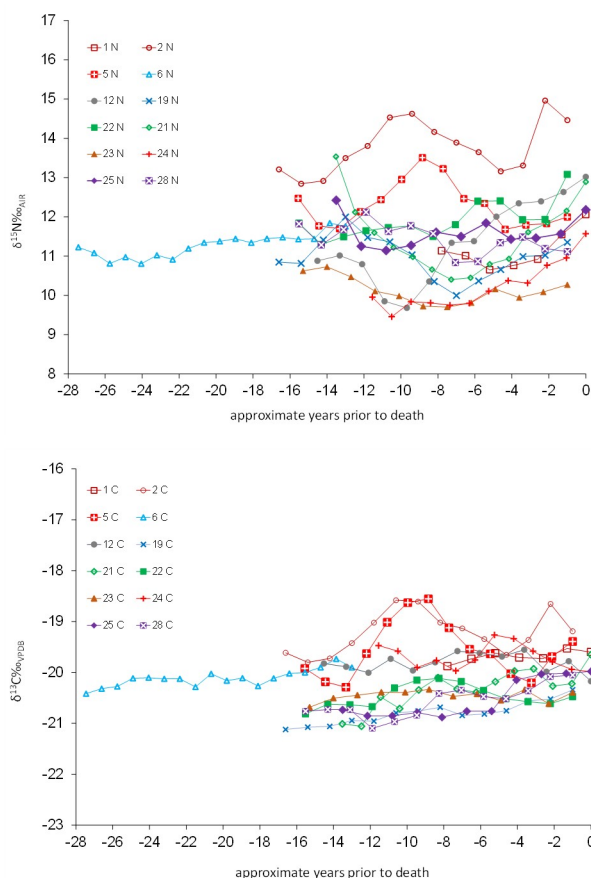 17
16
15
14
13
12
11
10
9
8
δ¹⁵N‰AIR
1 N 2 N
5 N 6 N
12 N 19 N
22 N 21 N
23 N 24 N
25 N 28 N
-28 -26 -24 -22 -20 -18 -16 -14 -12 -10 -8 -6 -4 -2 0
approximate years prior to death
-16
-17
-18
-19
-20
-21
-22
-23
δ¹³C‰VPDB
1 C 2 C
5 C 6 C
12 C 19 C
21 C 22 C
23 C 24 C
25 C 28 C
-28 -26 -24 -22 -20 -18 -16 -14 -12 -10 -8 -6 -4 -2 0
approximate years prior to death